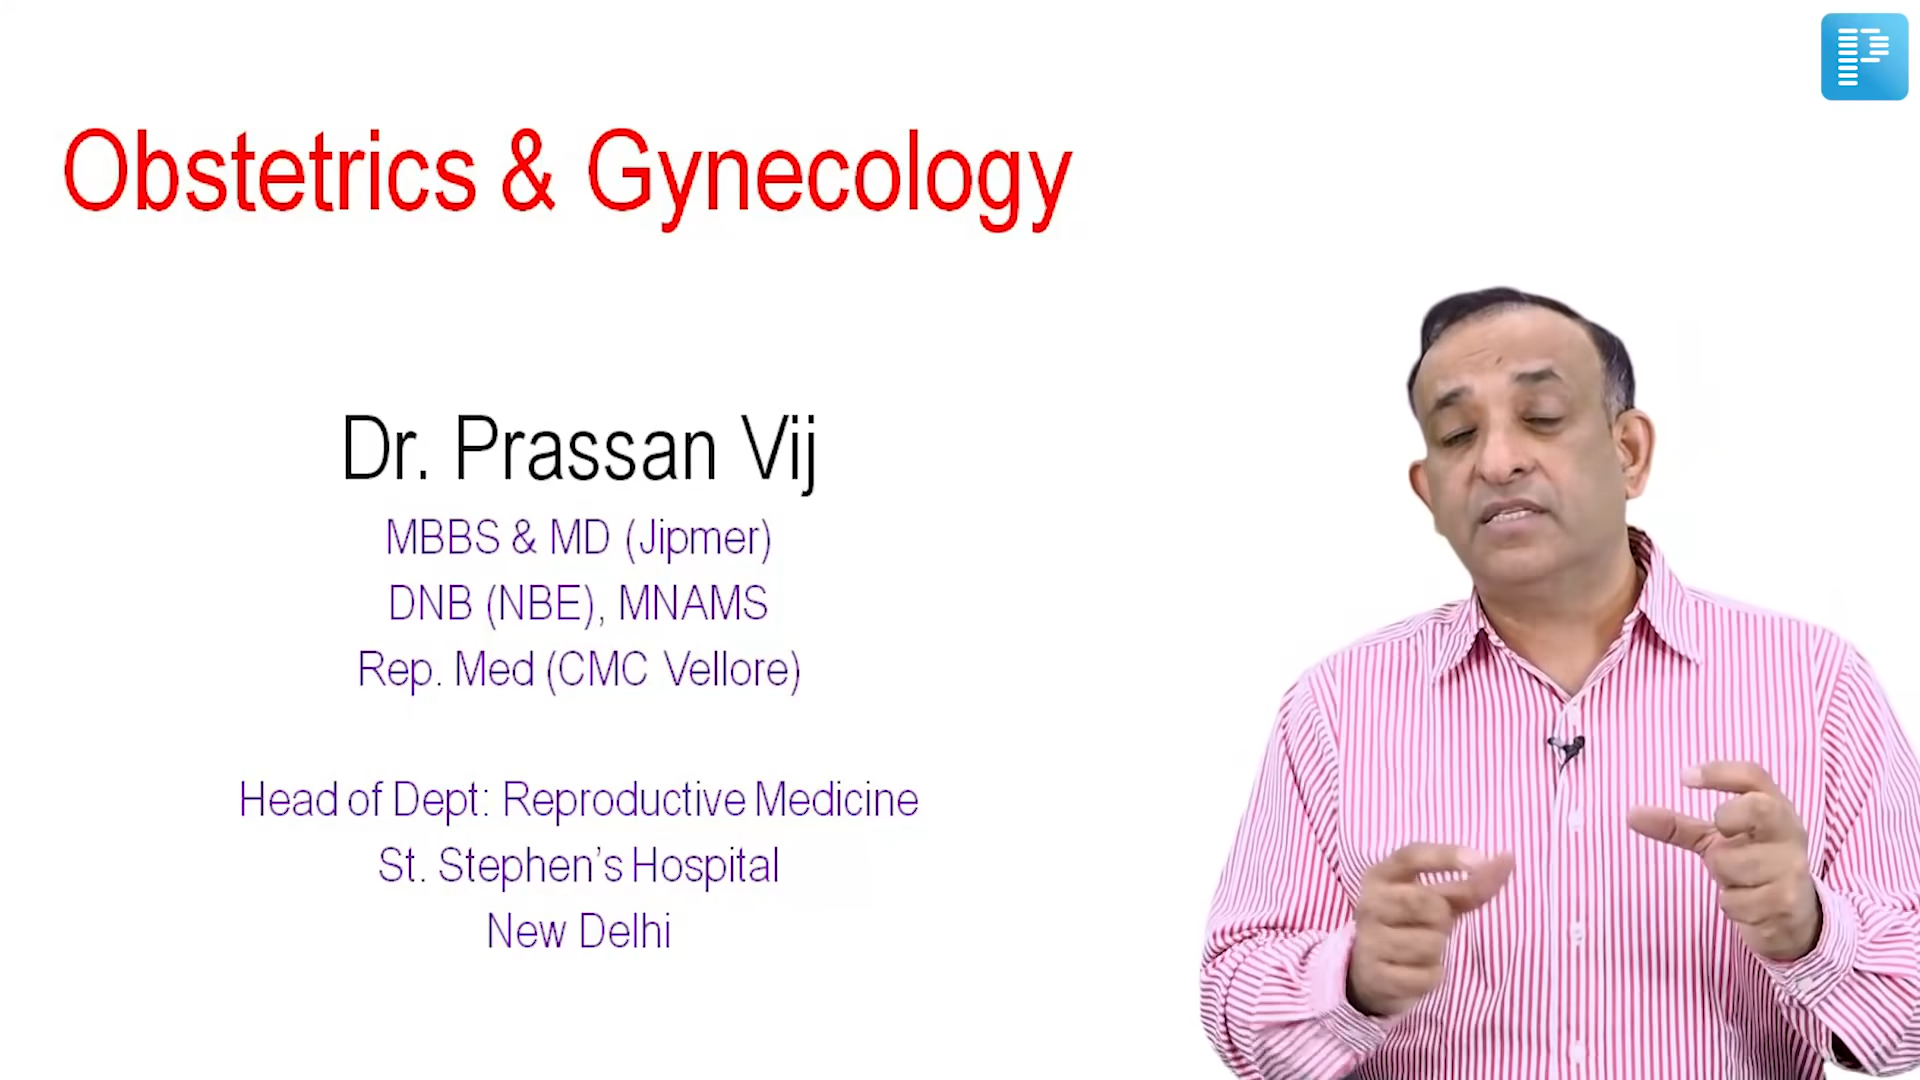 Obstetrics & Gynecology
Dr. Prassan Vij
MBBS & MD (Jipmer)
DNB (NBE), MNAMS
Rep. Med (CMC Vellore)
Head of Dept: Reproductive Medicine
St. Stephen's Hospital
New Delhi